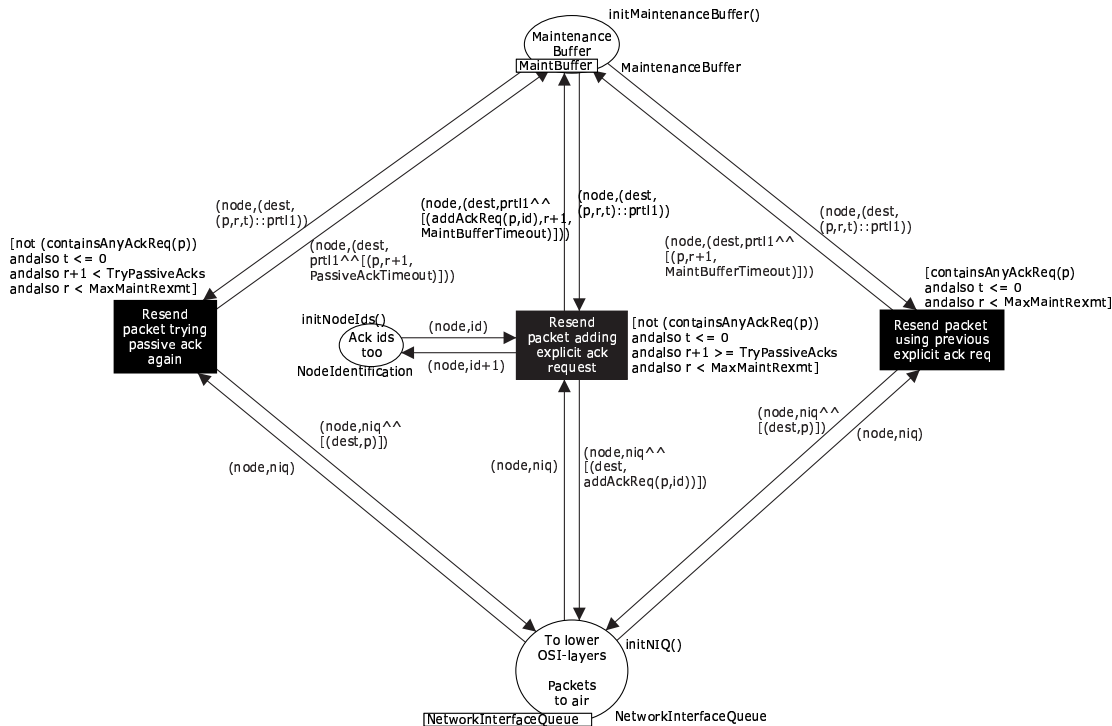 initMaintenanceBuffer()
Maintenance
Buffer
MaintBuffer
MaintenanceBuffer
(node,(dest,
(p,r,t)::prtl1))
(node,(dest,
prtl1^^[(p,r+1,
PassiveAckTimeout)]))
(node,(dest,prtl1^^
[(addAckReq(p,id),r+1,
MaintBufferTimeout)]))
(node,(dest,
(p,r,t)::prtl1))
(node,(dest,prtl1^^
[(p,r+1,
MaintBufferTimeout)]))
(node,(dest,
(p,r,t)::prtl1))
[not (containsAnyAckReq(p))
andalso t <= 0
andalso r+1 < TryPassiveAcks
andalso r < MaxMaintRexmt]
Resend
packet trying
passive ack
again
initNodeIds()
Ack ids
too
NodeIdentification
(node,id)
(node,id+1)
Resend
packet adding
explicit ack
request
[not (containsAnyAckReq(p))
andalso t <= 0
andalso r+1 >= TryPassiveAcks
andalso r < MaxMaintRexmt]
[containsAnyAckReq(p)
andalso t <= 0
andalso r < MaxMaintRexmt]
Resend packet
using previous
explicit ack req
(node,niq^^
[(dest,p)])
(node,niq)
(node,niq)
(node,niq^^
[(dest,
addAckReq(p,id))])
(node,niq^^
[(dest,p)])
(node,niq)
To lower
OSI-layers
Packets
to air
initNIQ()
NetworkInterfaceQueue
NetworkInterfaceQueue